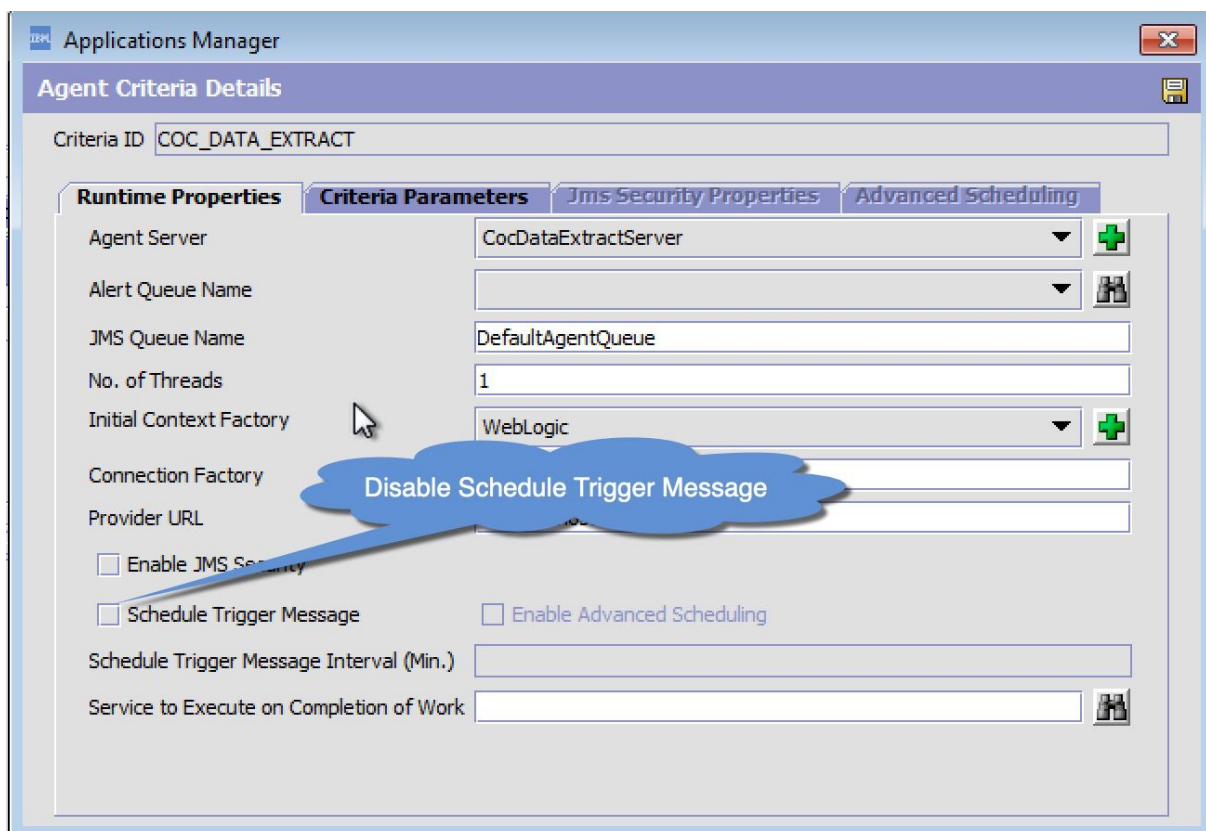 IBM Applications Manager
Agent Criteria Details
Criteria ID COC_DATA_EXTRACT
Runtime Properties Criteria Parameters Jms Security Properties Advanced Scheduling
Agent Server CocDataExtractServer
Alert Queue Name
JMS Queue Name DefaultAgentQueue
No. of Threads 1
Initial Context Factory WebLogic
Connection Factory
Disable Schedule Trigger Message
Provider URL
Enable JMS Security
Schedule Trigger Message Enable Advanced Scheduling
Schedule Trigger Message Interval (Min.)
Service to Execute on Completion of Work